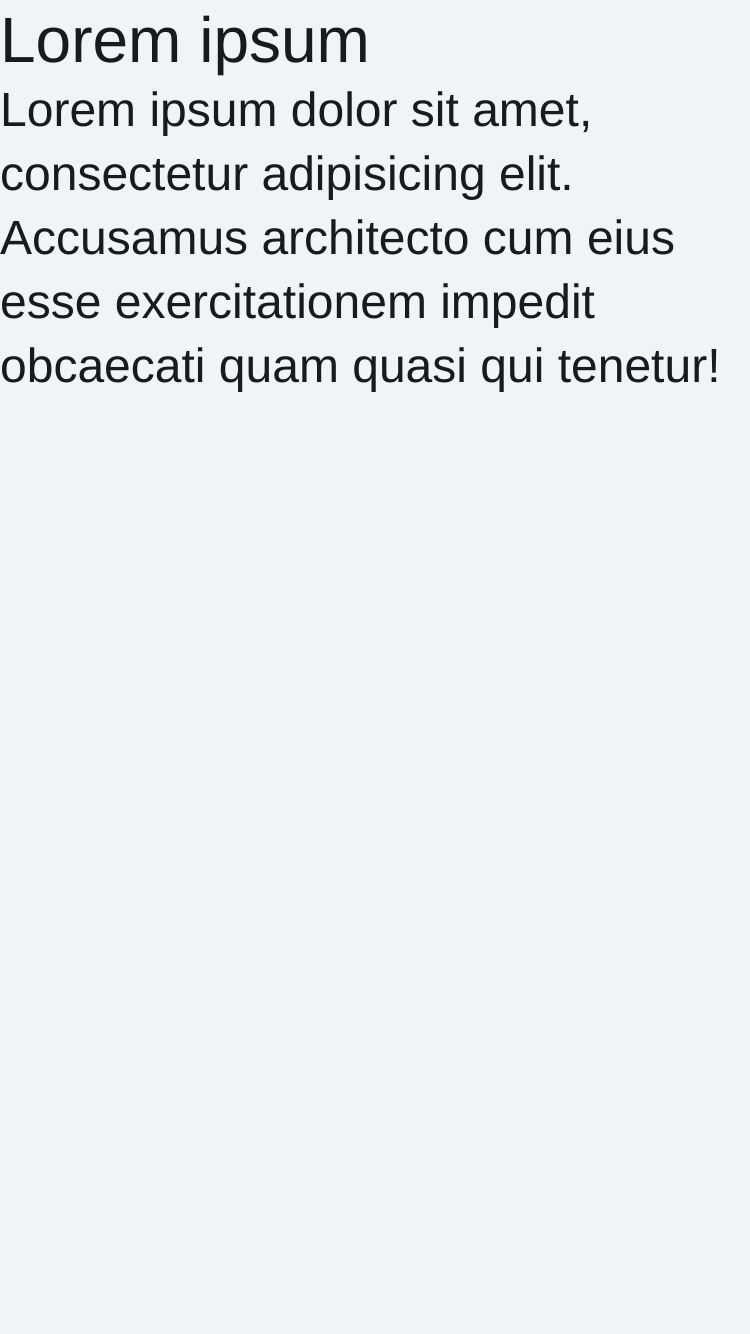 Lorem ipsum
Lorem ipsum dolor sit amet,
consectetur adipisicing elit.
Accusamus architecto cum eius
esse exercitationem impedit
obcaecati quam quasi qui tenetur!